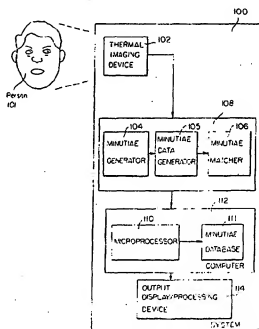 100
THERMAL
IMAGING
DEVICE
102
Person
101
108
104
105
106
MINUTIAE
GENERATOR
MINUTIAE
DATA
GENERATOR
MINUTIAE
MATCHER
112
110
111
MICROPROCESSOR
MINUTIAE
DATABASE
COMPUTER
OUTPUT
DISPLAY/PROCESSING
DEVICE
114
SYSTEM